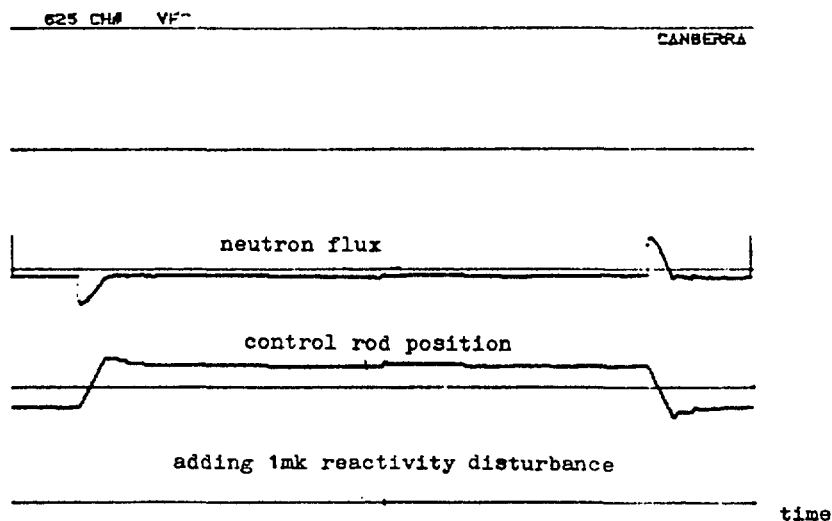 625 CH#
CANBERRA
neutron flux
control rod position
adding 1mk reactivity disturbance
time